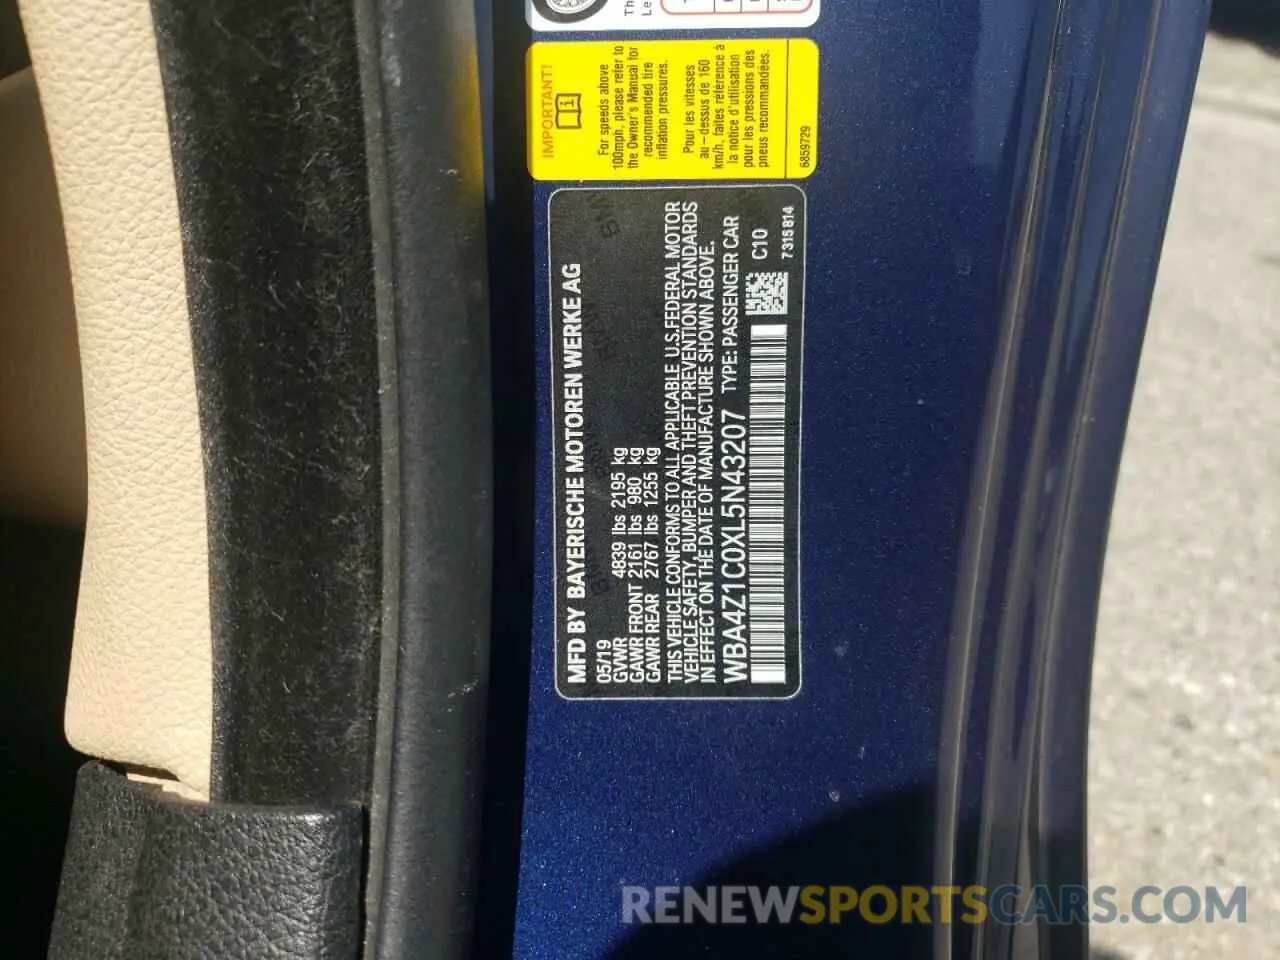 Th
Le
IMPORTANT!
For speeds above
100mph, please refer to
the Owner's Manual for
recommended tire
inflation pressures.
Pour les vitesses
au-dessus de 160
km/h, faites référence à
la notice d'utilisation
pour les pressions des
pneus recommandées.
6859729
MFD BY BAYERISCHE MOTOREN WERKE AG
05/19
GVWR 4839 lbs 2195 kg
GAWR FRONT 2161 lbs 980 kg
GAWR REAR 2767 lbs 1255 kg
THIS VEHICLE CONFORMS TO ALL APPLICABLE U.S.FEDERAL MOTOR
VEHICLE SAFETY, BUMPER AND THEFT PREVENTION STANDARDS
IN EFFECT ON THE DATE OF MANUFACTURE SHOWN ABOVE.
WBA4Z1C0XL5N43207 TYPE: PASSENGER CAR
C10
7315814
RENEWSPORTSCARS.COM